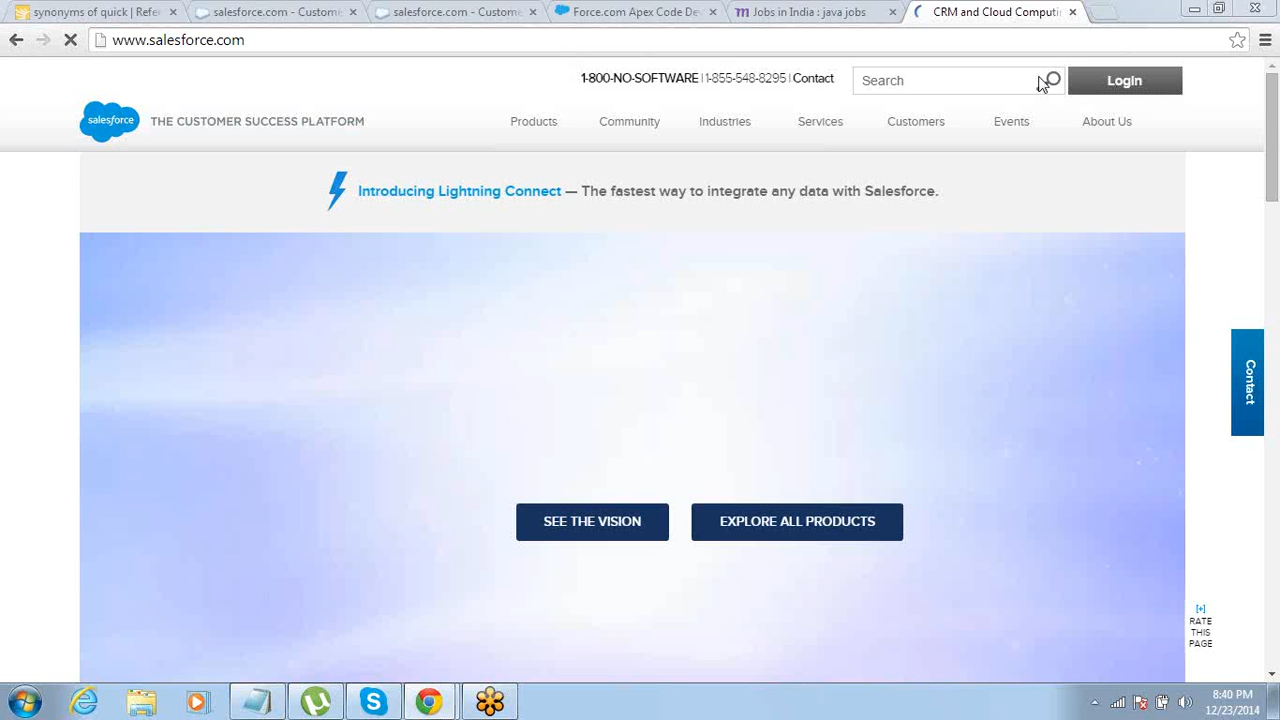 synonyms of quick | Refer
salesforce.com - Custome
salesforce.com - Custome
Force.com Apex Code De
Jobs in India : java jobs
CRM and Cloud Computin
www.salesforce.com
1-800-NO-SOFTWARE | 1-855-548-8295 | Contact
Search
Login
salesforce
THE CUSTOMER SUCCESS PLATFORM
Products
Community
Industries
Services
Customers
Events
About Us
Introducing Lightning Connect — The fastest way to integrate any data with Salesforce.
Contact
SEE THE VISION
EXPLORE ALL PRODUCTS
[+]
RATE
THIS
PAGE
8:40 PM
12/23/2014